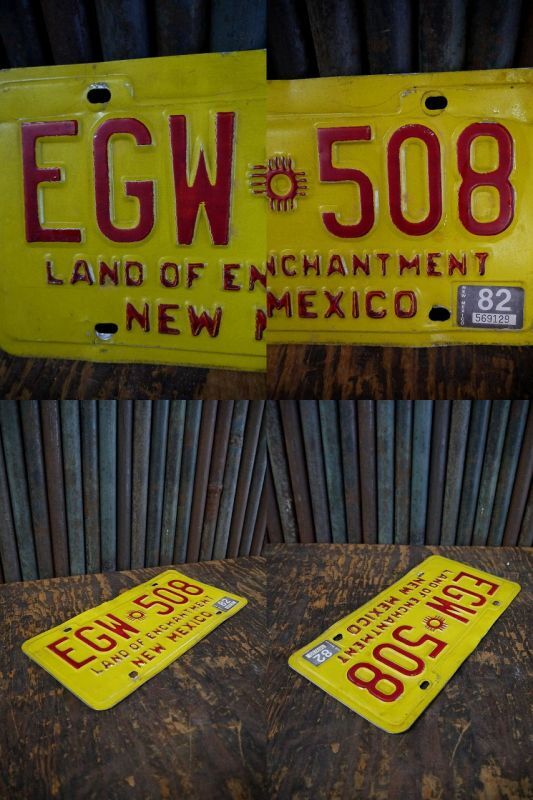 EGW
LAND OF EN
NEW
508
NCHANTMENT
MEXICO
82
569129
EGW 508
LAND OF ENCHANTMENT
NEW MEXICO
82
EGW 508
LAND OF ENCHANTMENT
NEW MEXICO
82